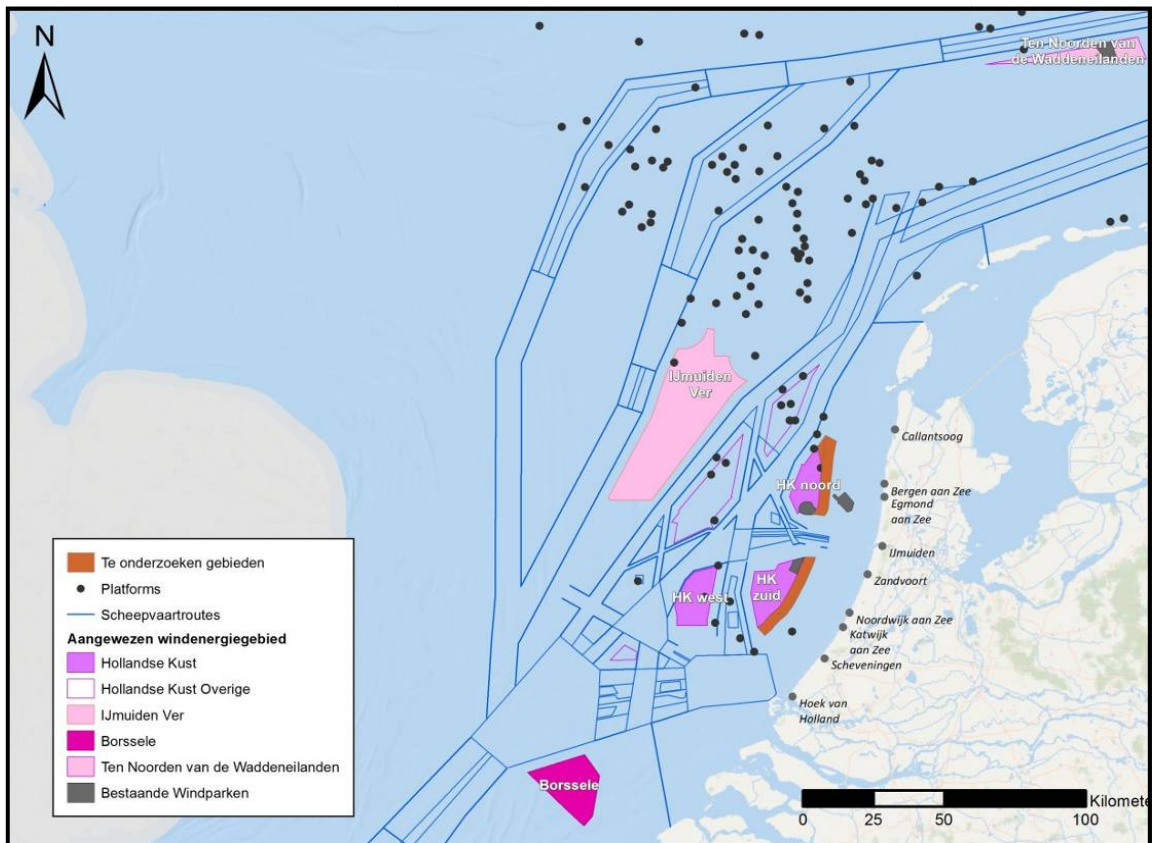 N
Ten Noorden van
de Waddeneilanden
IJmuiden
Ver
Callantsoog
HK noord
Bergen aan Zee
Egmond
aan Zee
IJmuiden
Zandvoort
HK
zuid
HK west
Noordwijk aan Zee
Katwijk
aan Zee
Scheveningen
Hoek van
Holland
Borssele
Te onderzoeken gebieden
Platforms
Scheepvaartroutes
Aangewezen windenergiegebied
Hollandse Kust
Hollandse Kust Overige
IJmuiden Ver
Borssele
Ten Noorden van de Waddeneilanden
Bestaande Windparken
Kilomete
0 25 50 100